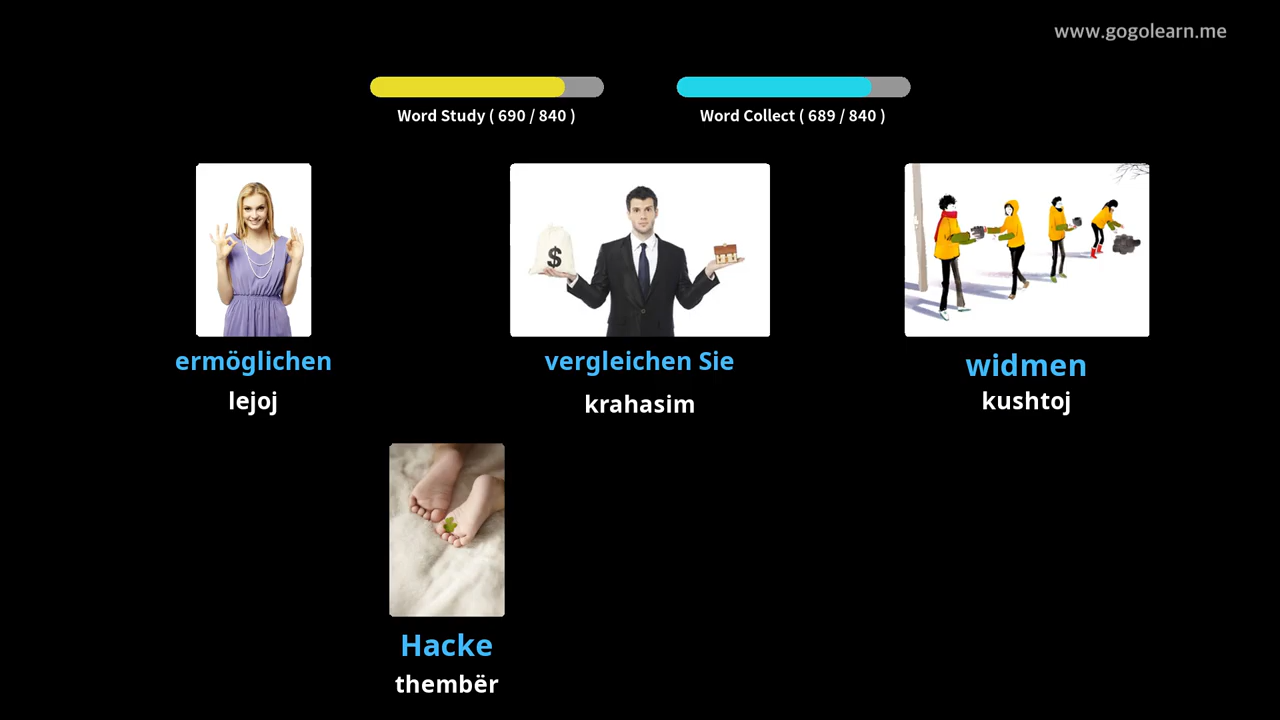 www.gogolearn.me
Word Study ( 690 / 840 )
Word Collect ( 689 / 840 )
ermöglichen
lejoj
vergleichen Sie
krahasim
widmen
kushtoj
$
Hacke
thembër